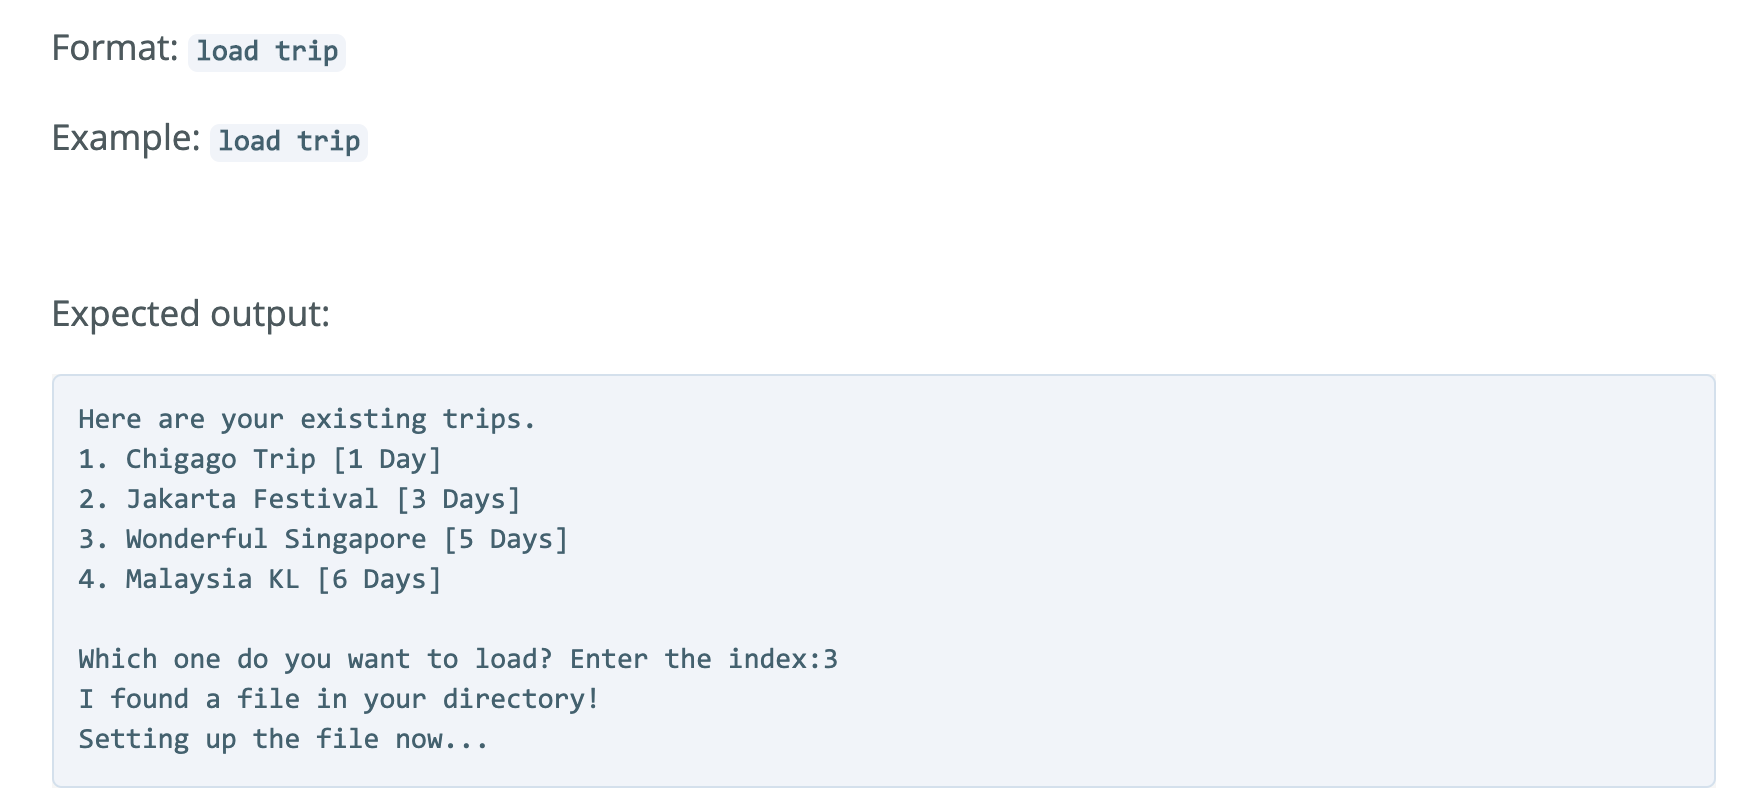 Format: load trip
Example: load trip
Expected output:
Here are your existing trips.
1. Chigago Trip [1 Day]
2. Jakarta Festival [3 Days]
3. Wonderful Singapore [5 Days]
4. Malaysia KL [6 Days]
Which one do you want to load? Enter the index:3
I found a file in your directory!
Setting up the file now...